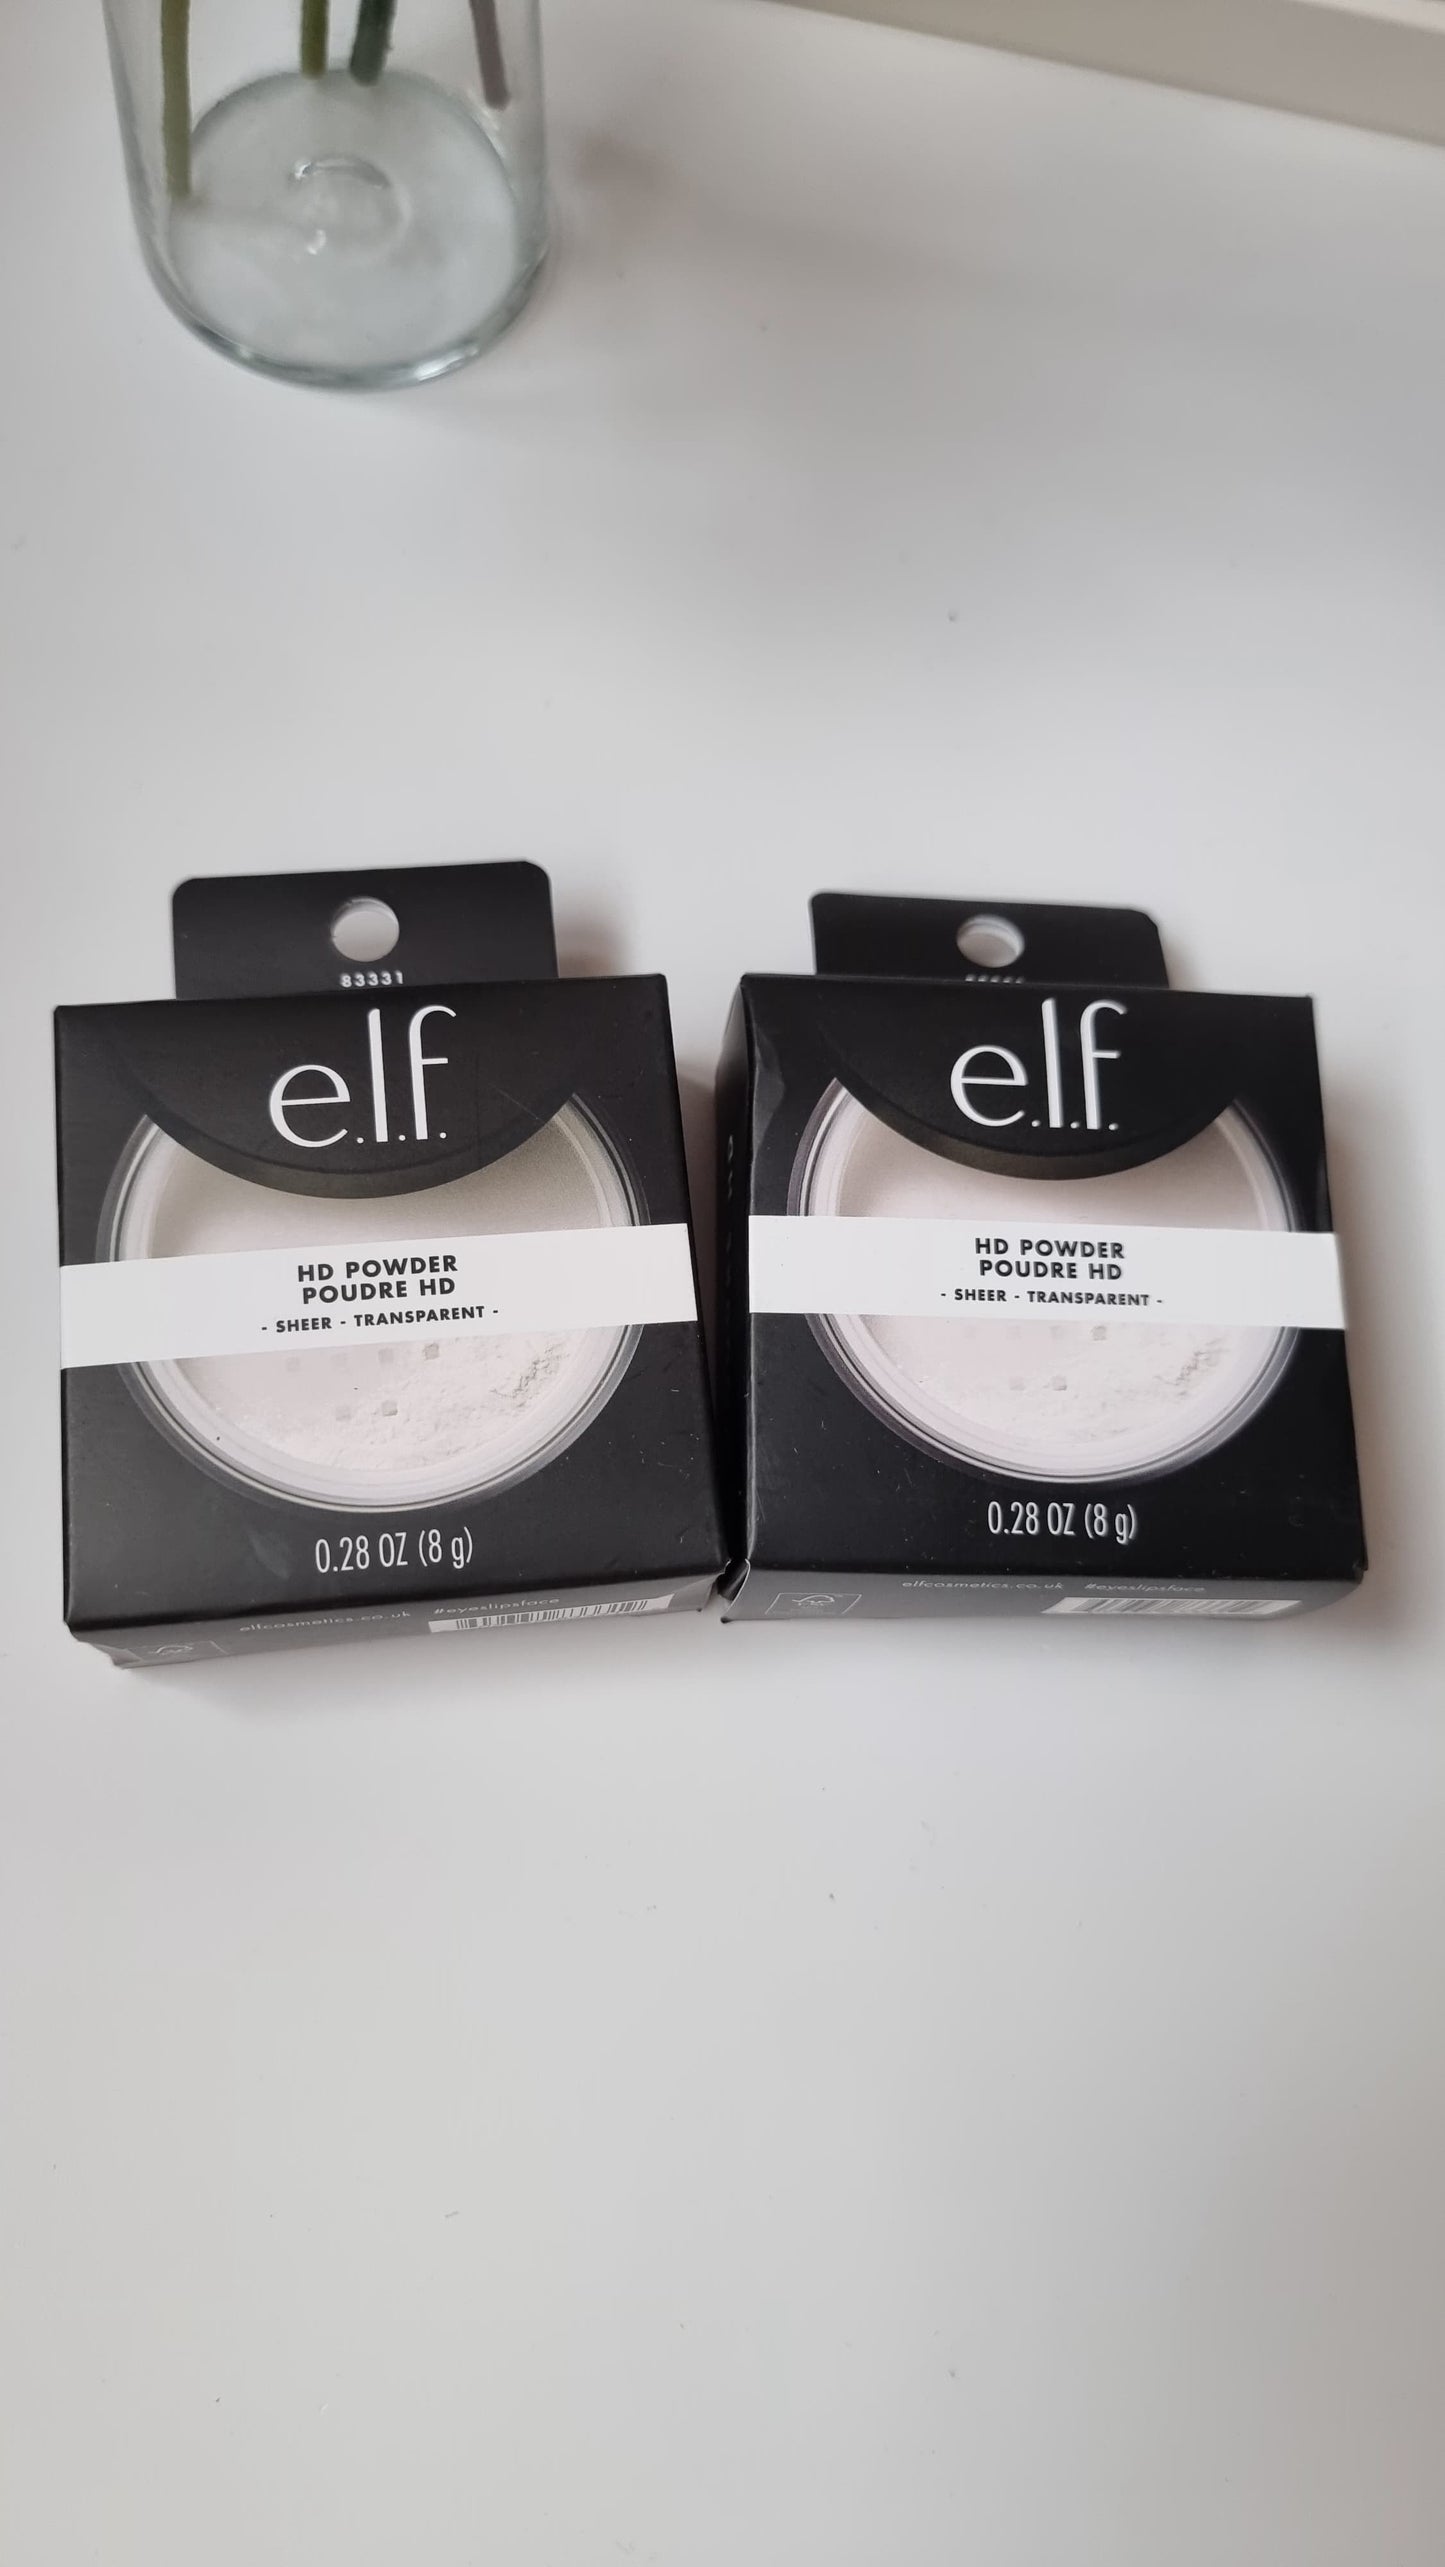 83331
e.l.f.
HD POWDER
POUDRE HD
- SHEER - TRANSPARENT -
0.28 OZ (8 g)
elfcosmetics.co.uk #eyeslipsface
e.l.f.
HD POWDER
POUDRE HD
- SHEER - TRANSPARENT -
0.28 OZ (8 g)
elfcosmetics.co.uk #eyeslipsface